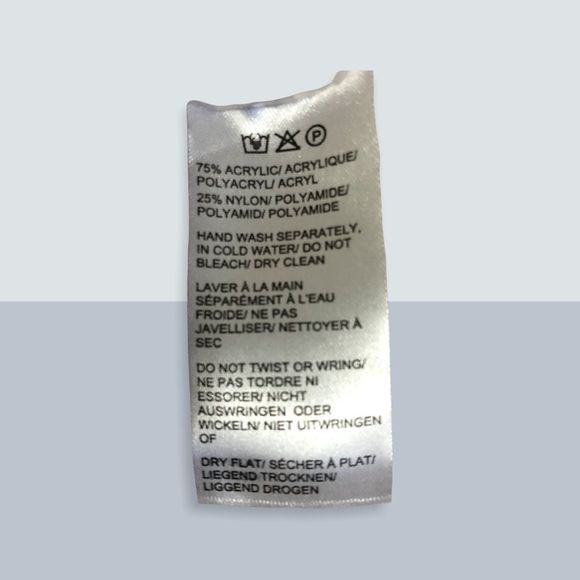 P
75% ACRYLIC/ ACRYLIQUE/
POLYACRYL/ ACRYL
25% NYLON/ POLYAMIDE/
POLYAMID/ POLYAMIDE
HAND WASH SEPARATELY,
IN COLD WATER/ DO NOT
BLEACH/ DRY CLEAN
LAVER À LA MAIN
SÉPARÉMENT À L'EAU
FROIDE/ NE PAS
JAVELLISER/ NETTOYER À
SEC
DO NOT TWIST OR WRING/
NE PAS TORDRE NI
ESSORER/ NICHT
AUSWRINGEN ODER
WICKELN/ NIET UITWRINGEN
OF
DRY FLAT/ SÉCHER À PLAT/
LIEGEND TROCKNEN/
LIGGEND DROGEN